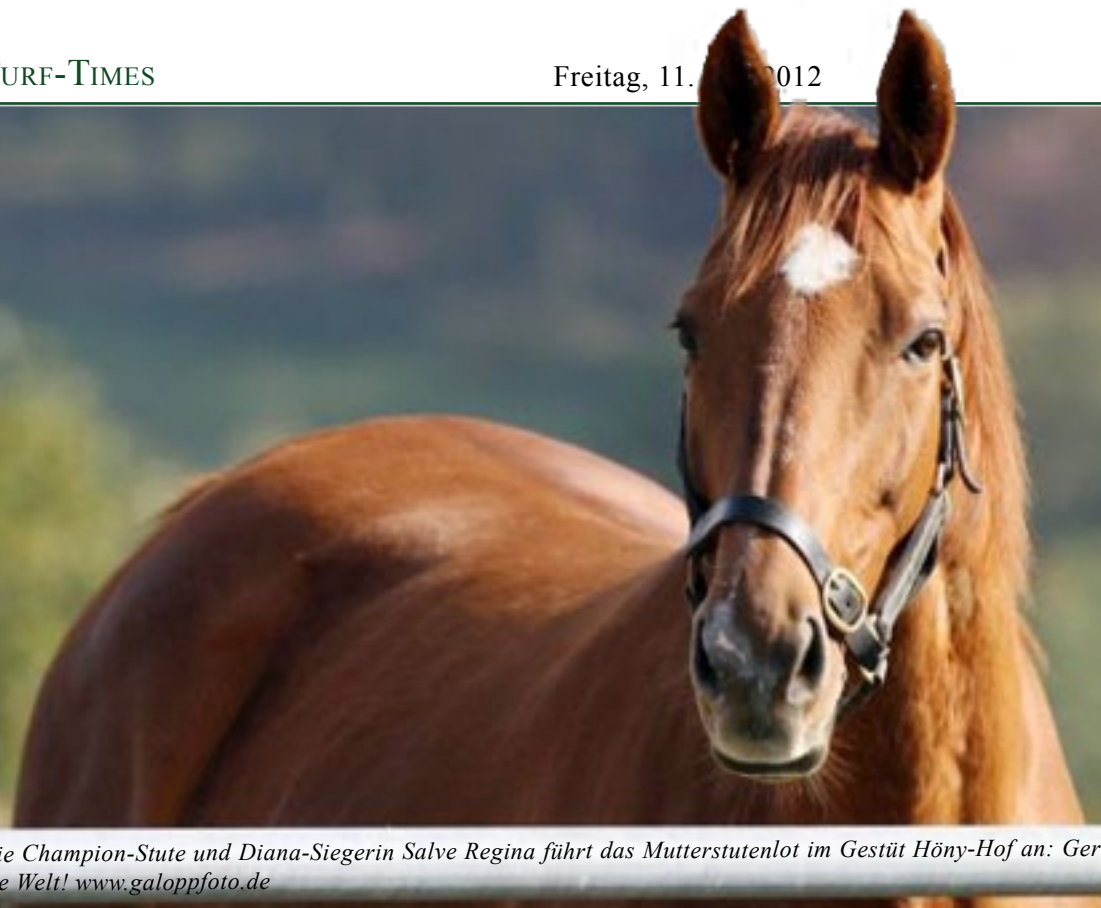 URF-TIMES
Freitag, 11. 2012
ie Champion-Stute und Diana-Siegerin Salve Regina führt das Mutterstutenlot im Gestüt Höny-Hof an: Ger
e Welt! www.galoppfoto.de